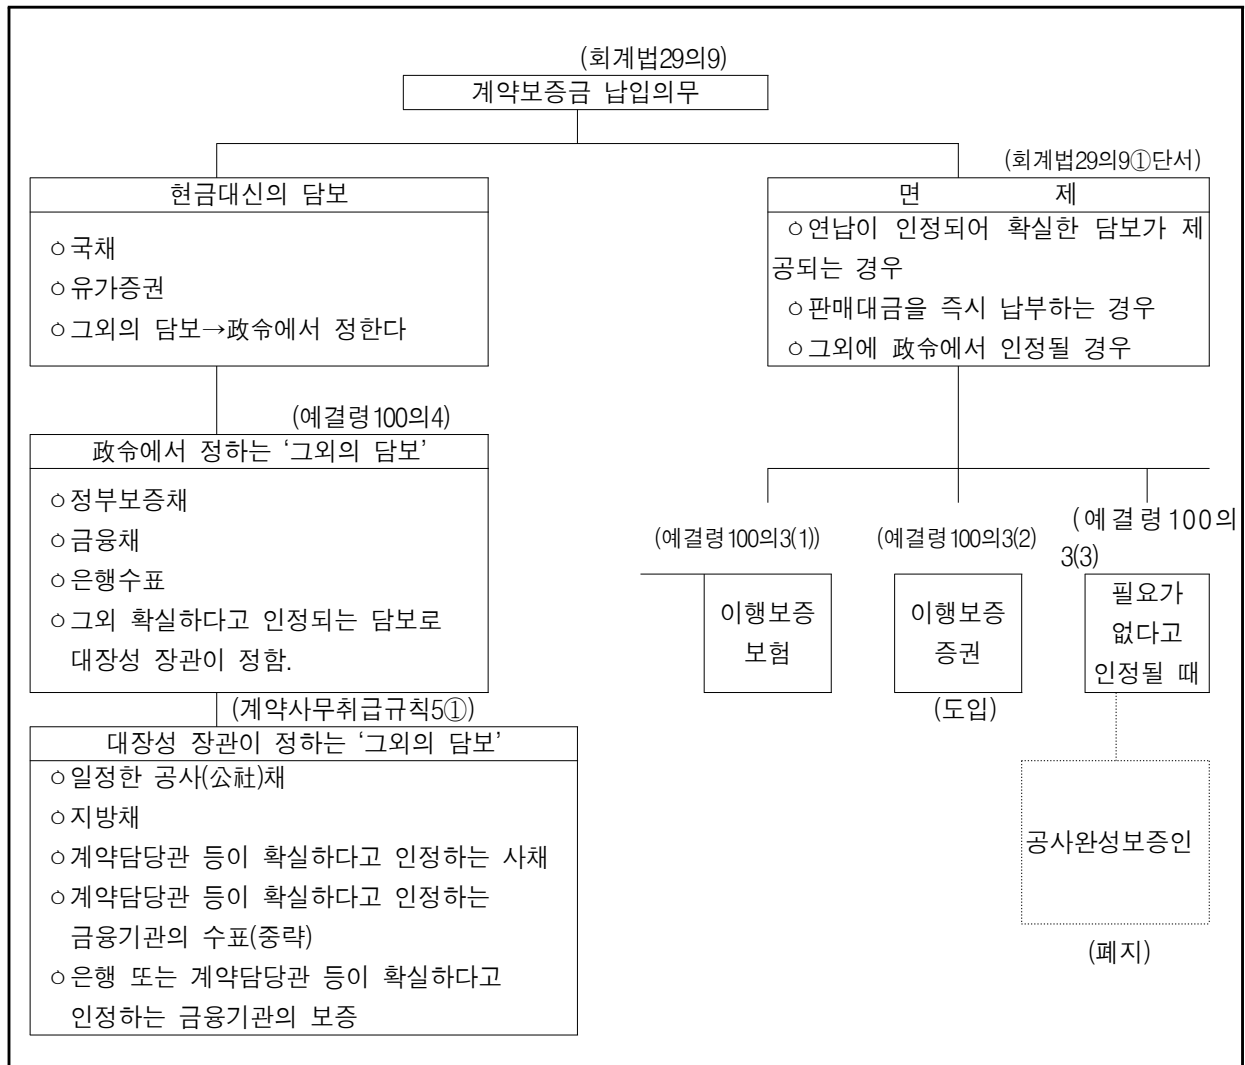 (회계법29의9)
계약보증금 납입의무
현금대신의 담보
ㅇ국채
ㅇ유가증권
ㅇ그외의 담보→政令에서 정한다
(예결령100의4)
政令에서 정하는 ‘그외의 담보’
ㅇ정부보증채
ㅇ금융채
ㅇ은행수표
ㅇ그외 확실하다고 인정되는 담보로
대장성 장관이 정함.
(계약사무취급규칙5①)
대장성 장관이 정하는 ‘그외의 담보’
ㅇ일정한 공사(公社)채
ㅇ지방채
ㅇ계약담당관 등이 확실하다고 인정하는 사채
ㅇ계약담당관 등이 확실하다고 인정하는
금융기관의 수표(중략)
ㅇ은행 또는 계약담당관 등이 확실하다고
인정하는 금융기관의 보증
(회계법29의9①단서)
면 제
ㅇ연납이 인정되어 확실한 담보가 제
공되는 경우
ㅇ판매대금을 즉시 납부하는 경우
ㅇ그외에 政令에서 인정될 경우
(예결령100의3(1))
이행보증
보험
(예결령100의3(2)
이행보증
증권
(도입)
(예결령100의
3(3)
필요가
없다고
인정될 때
공사완성보증인
(폐지)